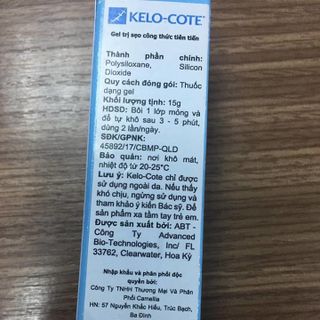 KELO-COTE™
Gel trị sẹo công thức tiên tiến
Thành phần chính:
Polysiloxane, Silicon
Dioxide
Quy cách đóng gói: Thuốc
dạng gel
Khối lượng tịnh: 15g
HDSD: Bôi 1 lớp mỏng và
để tự khô sau 3 - 5 phút,
dùng 2 lần/ngày.
SĐK/GPNK:
45892/17/CBMP-QLD
Bảo quản: nơi khô mát,
nhiệt độ từ 20-25°C
Lưu ý: Kelo-Cote chỉ được
sử dụng ngoài da. Nếu thấy
khó chịu, ngừng sử dụng và
tham khảo ý kiến Bác sỹ. Để
sản phẩm xa tầm tay trẻ em.
Được sản xuất bởi: ABT -
Công Ty Advanced
Bio-Technologies, Inc/ FL
33762, Clearwater, Hoa Kỳ
Nhập khẩu và phân phối độc
quyền bởi:
Công ty TNHH Thương Mại Và Phân
Phối Camellia
HN: 57 Nguyễn Khắc Hiếu, Trúc Bạch,
Ba Đình